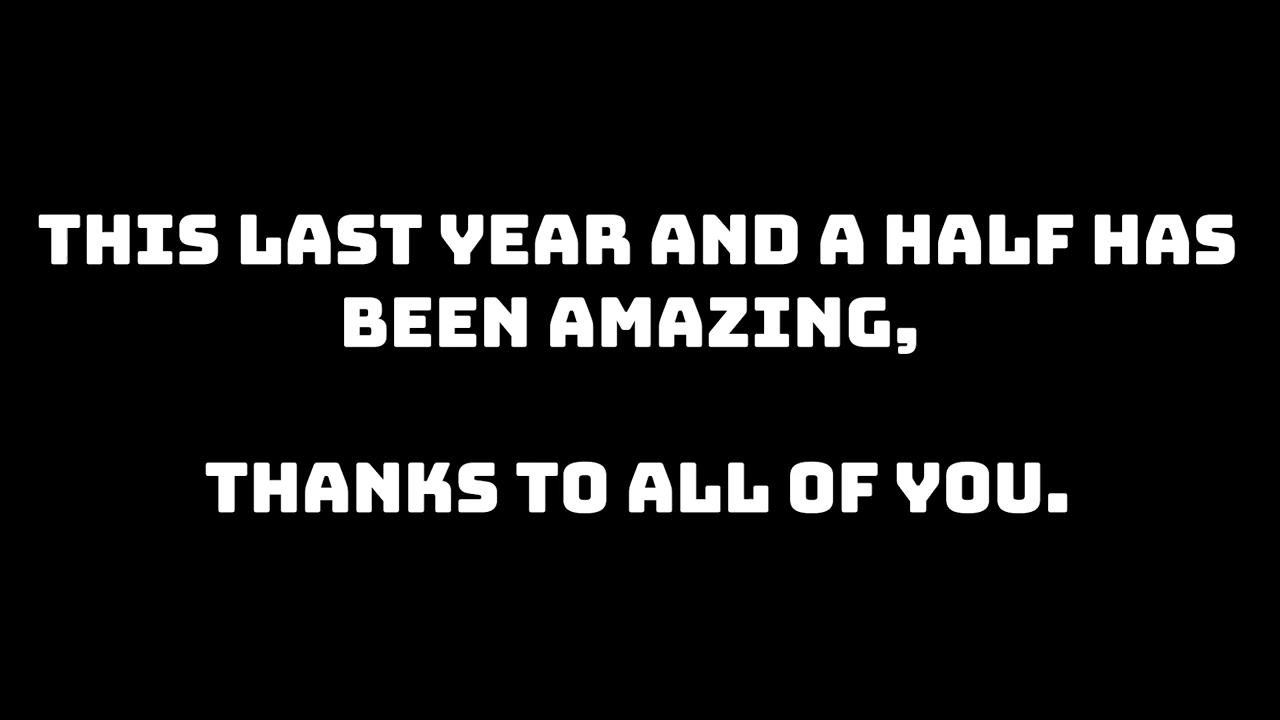 THIS LAST YEAR AND A HALF HAS
BEEN AMAZING,
THANKS TO ALL OF YOU.